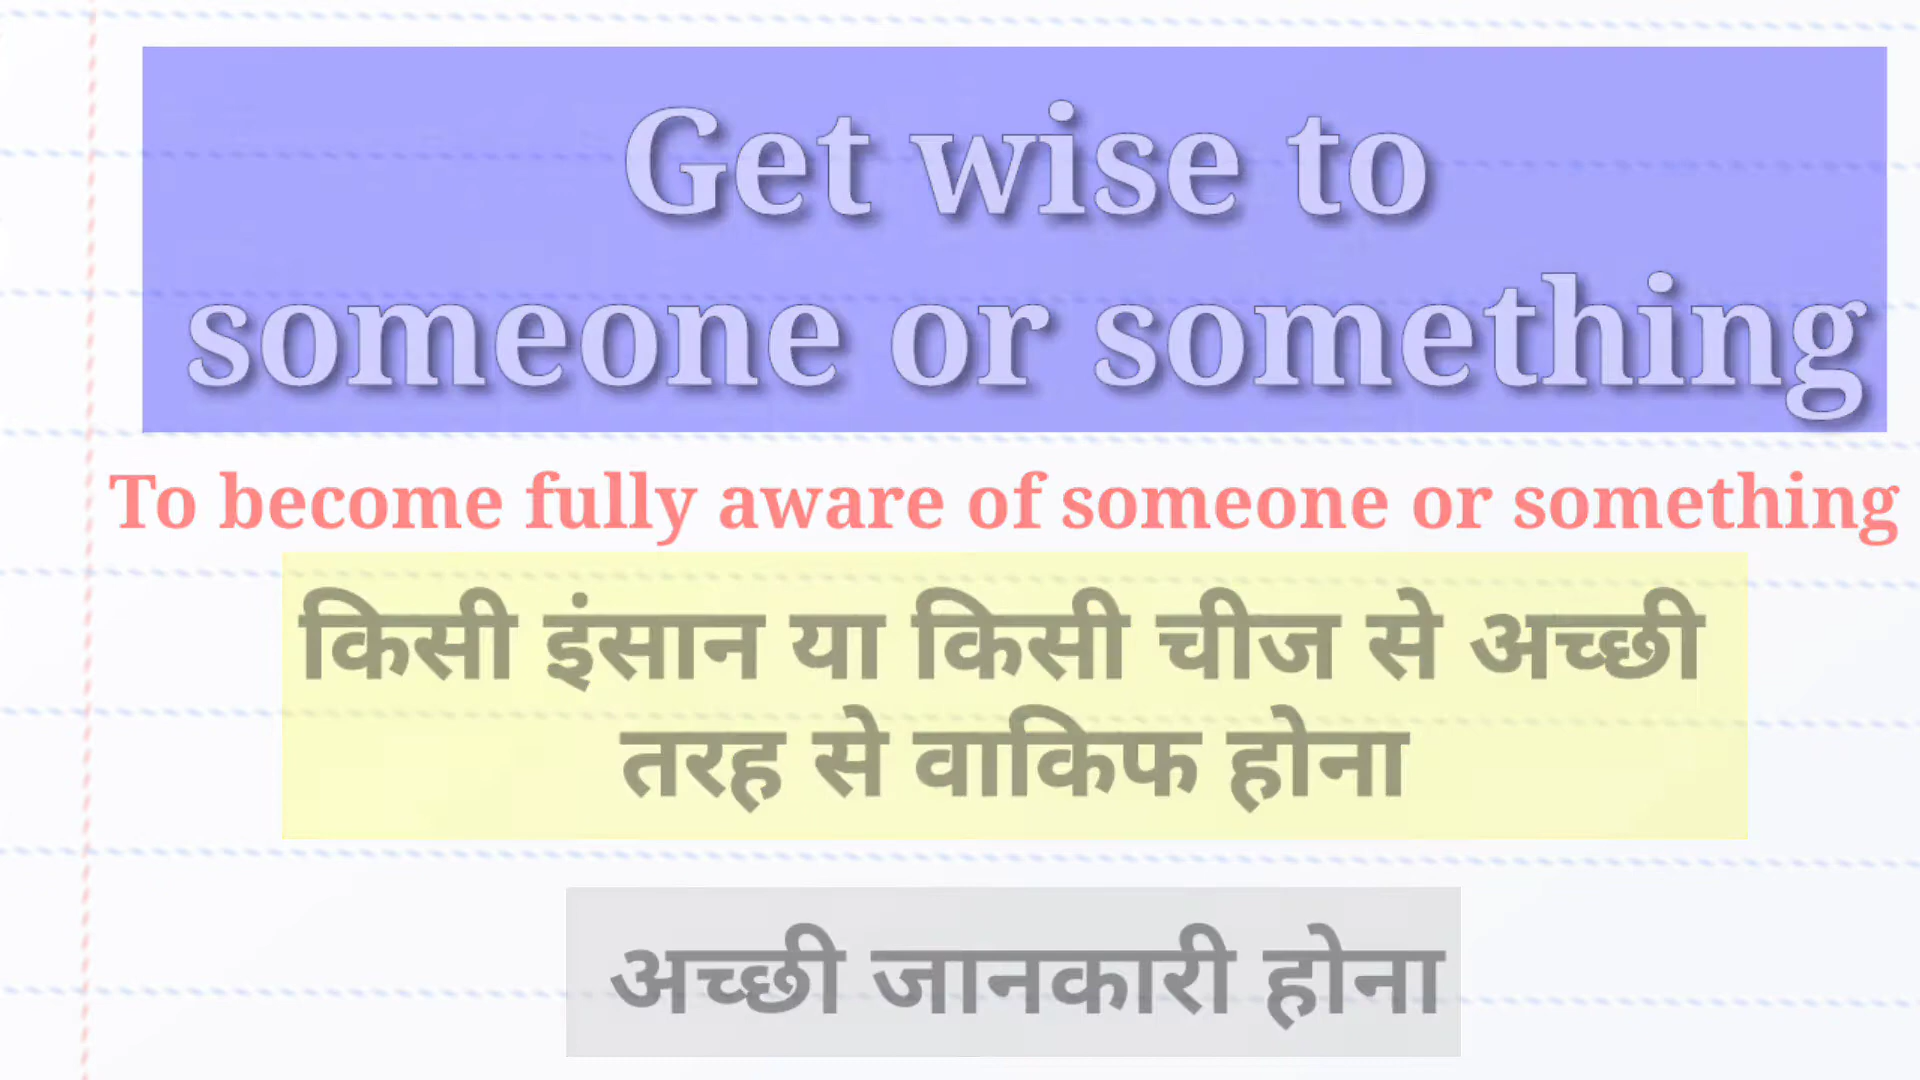 Get wise to
someone or something
To become fully aware of someone or something
किसी इंसान या किसी चीज से अच्छी
तरह से वाकिफ होना
अच्छी जानकारी होना